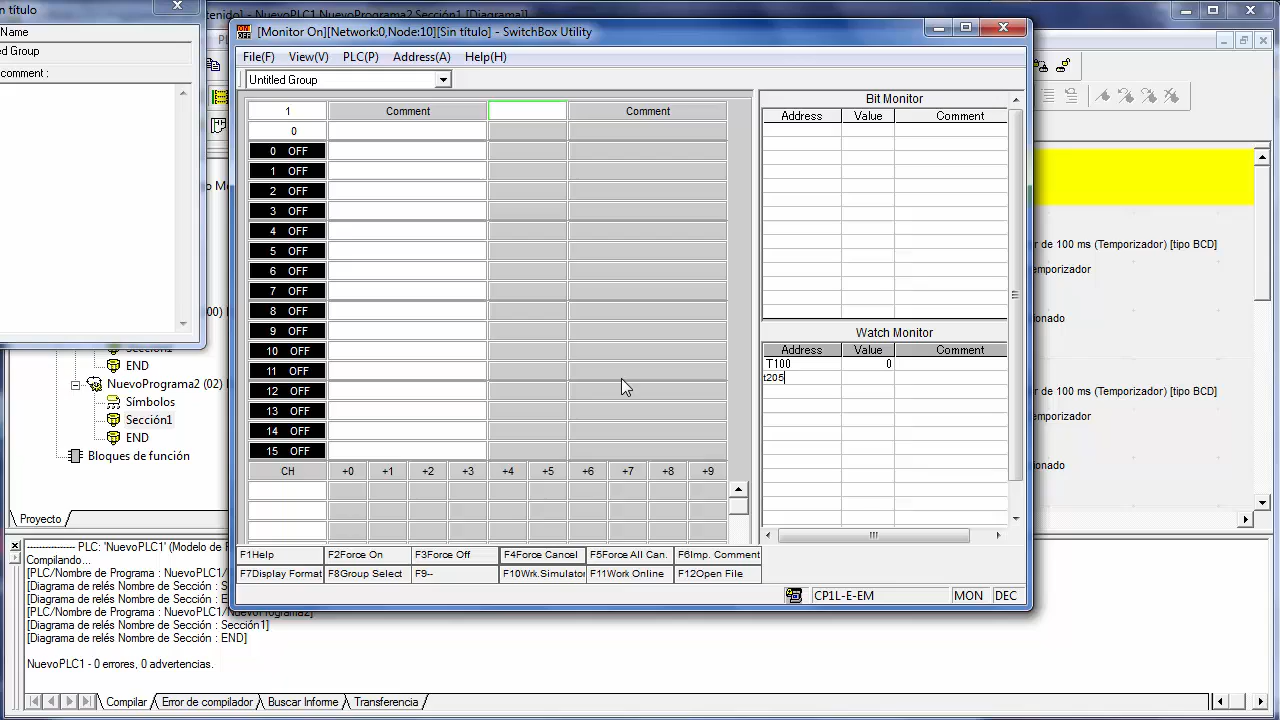 n título
tenido] - NuevoPLC1.NuevoPrograma2.Sección1 [Diagrama]]
[Monitor On][Network:0,Node:10][Sin título] - SwitchBox Utility
Name
ed Group
comment :
File(F) View(V) PLC(P) Address(A) Help(H)
Untitled Group
1 Comment Comment
0
0 OFF
1 OFF
2 OFF
3 OFF
4 OFF
5 OFF
6 OFF
7 OFF
8 OFF
9 OFF
10 OFF
11 OFF
12 OFF
13 OFF
14 OFF
15 OFF
CH +0 +1 +2 +3 +4 +5 +6 +7 +8 +9
Bit Monitor
Address Value Comment
Watch Monitor
Address Value Comment
T100 0
t205
F1Help F2Force On F3Force Off F4Force Cancel F5Force All Can. F6Imp. Comment
F7Display Format F8Group Select F9-- F10Wrk.Simulator F11Work Online F12Open File
CP1L-E-EM MON DEC
r de 100 ms (Temporizador) [tipo BCD]
emporizador
onado
r de 100 ms (Temporizador) [tipo BCD]
emporizador
onado
END
NuevoPrograma2 (02)
Símbolos
Sección1
END
Bloques de función
Proyecto
---------------- PLC: 'NuevoPLC1' (Modelo de
Compilando...
[PLC/Nombre de Programa : NuevoPLC1/
[Diagrama de relés Nombre de Sección :
[Diagrama de relés Nombre de Sección :
[PLC/Nombre de Programa : NuevoPLC1/NuevoPrograma2]
[Diagrama de relés Nombre de Sección : Sección1]
[Diagrama de relés Nombre de Sección : END]
NuevoPLC1 - 0 errores, 0 advertencias.
Compilar Error de compilador Buscar Informe Transferencia